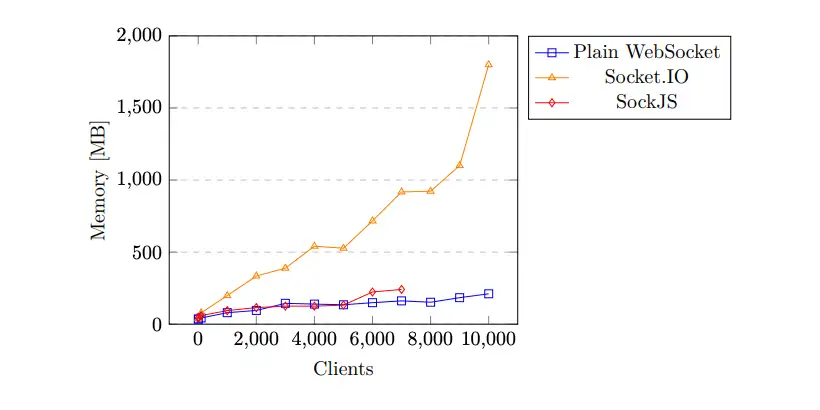 2,000
1,500
1,000
500
0
Memory [MB]
0 2,000 4,000 6,000 8,000 10,000
Clients
Plain WebSocket
Socket.IO
SockJS